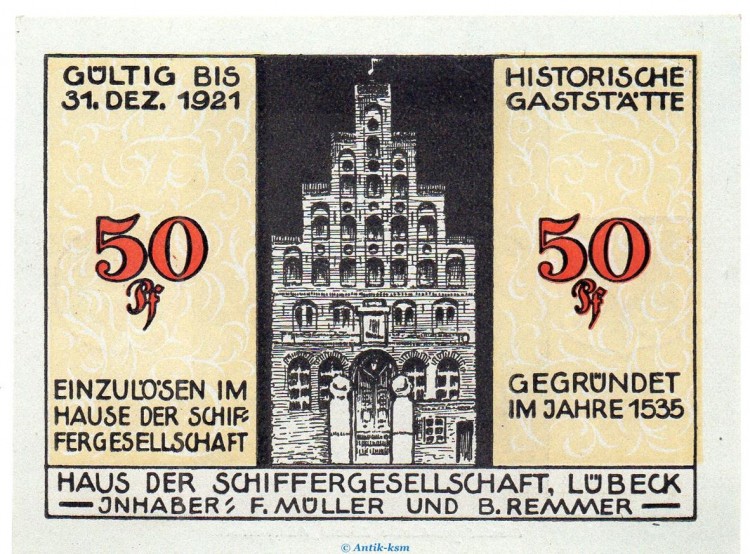 GÜLTIG BIS
31. DEZ. 1921
50
Pf
EINZULÖSEN IM
HAUSE DER SCHIF-
FERGESELLSCHAFT
HISTORISCHE
GASTSTÄTTE
50
Pf
GEGRÜNDET
IM JAHRE 1535
HAUS DER SCHIFFERGESELLSCHAFT, LÜBECK
INHABER: F. MÜLLER UND B. REMMER
© Antik-ksm